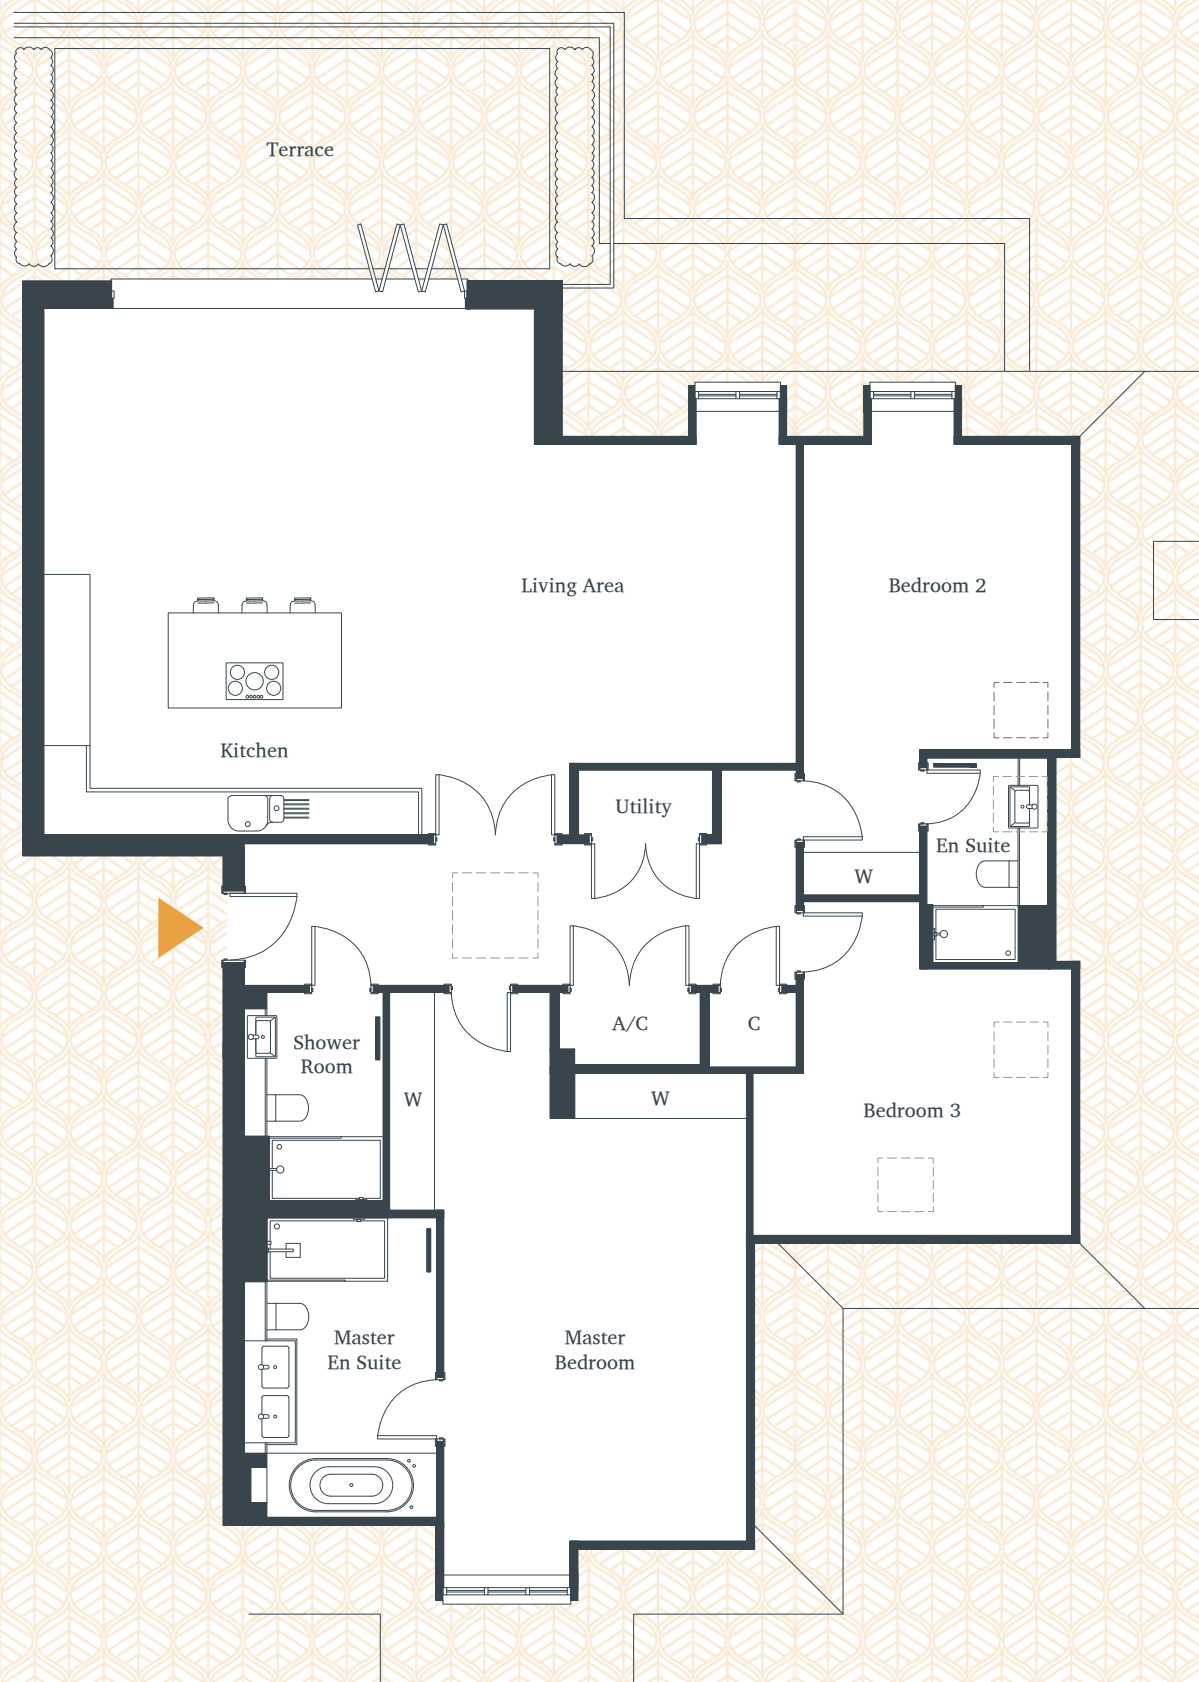 Terrace
Living Area
Bedroom 2
Kitchen
Utility
En Suite
W
A/C
C
Shower
Room
W
W
Bedroom 3
Master
En Suite
Master
Bedroom